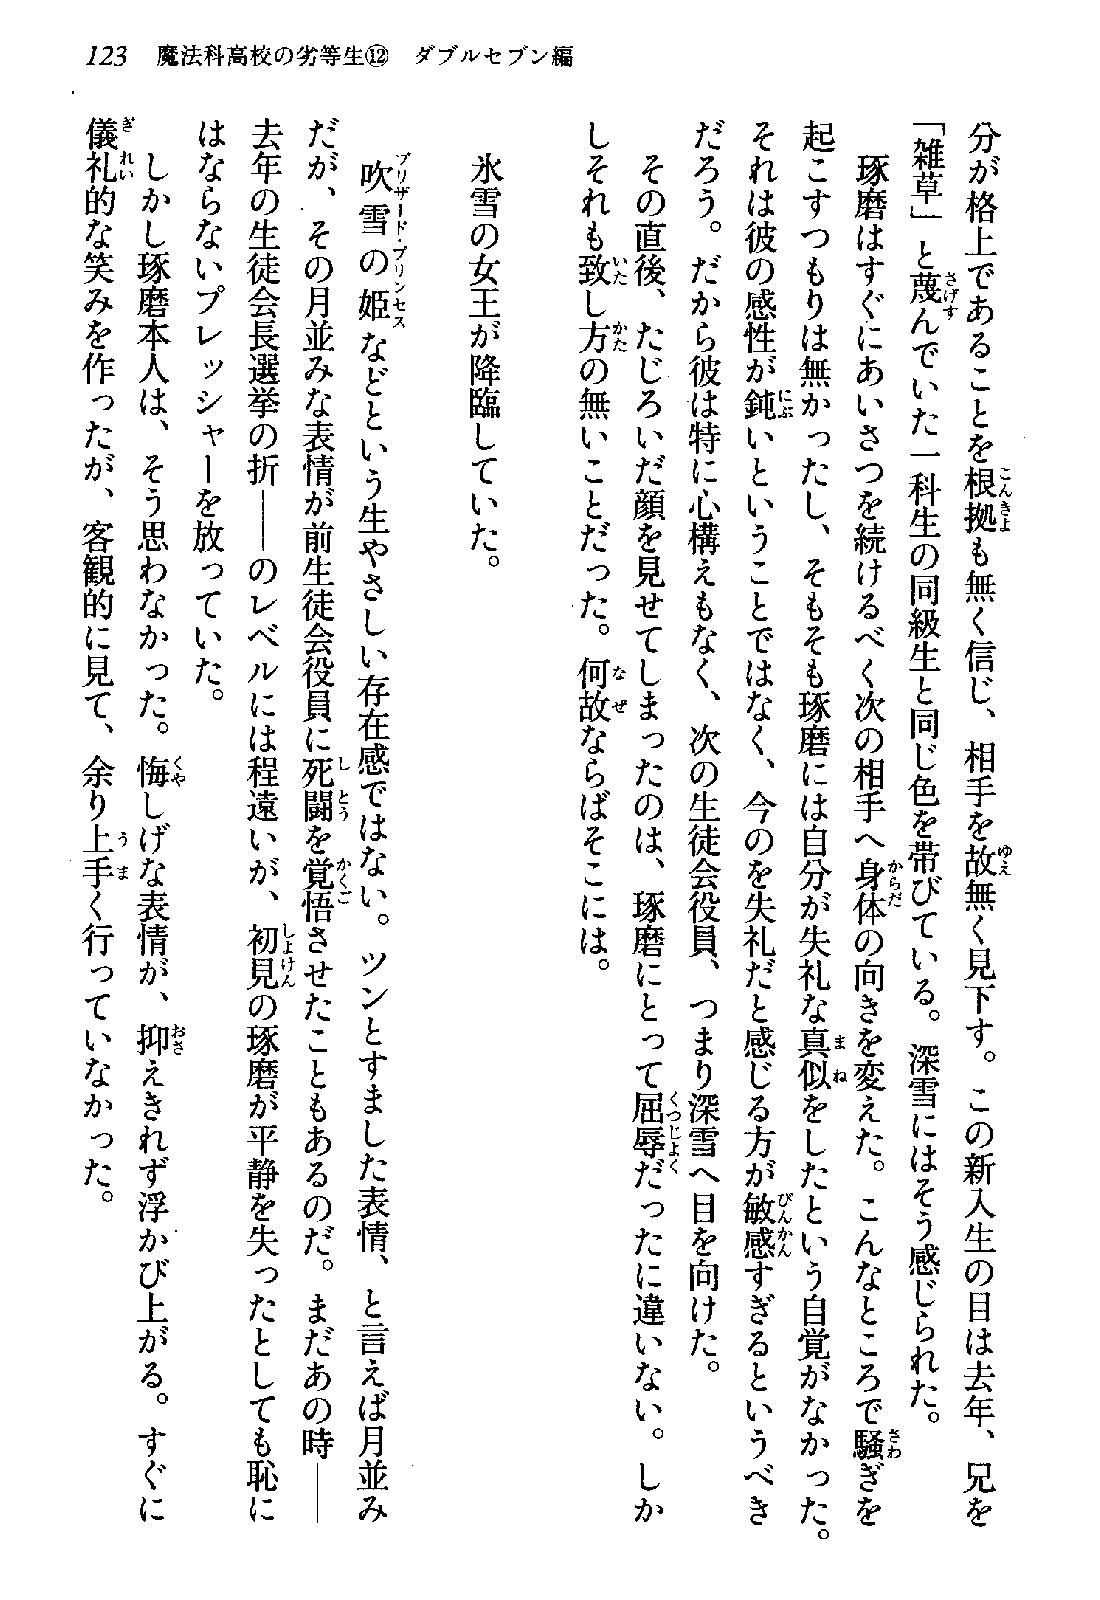 123 魔法科高校の劣等生⑫ ダブルセブン編
分が格上であることを根拠も無く信じ、相手を故無く見下す。この新入生の目は去年、兄を
「雑草」と蔑んでいた一科生の同級生と同じ色を帯びている。深雪にはそう感じられた。
琢磨はすぐにあいさつを続けるべく次の相手へ身体の向きを変えた。こんなところで騒ぎを
起こすつもりは無かったし、そもそも琢磨には自分が失礼な真似をしたという自覚がなかった。
それは彼の感性が鈍いということではなく、今のを失礼だと感じる方が敏感すぎるというべき
だろう。だから彼は特に心構えもなく、次の生徒会役員、つまり深雪へ目を向けた。
その直後、たじろいだ顔を見せてしまったのは、琢磨にとって屈辱だったに違いない。しか
しそれも致し方の無いことだった。何故ならばそこには。
氷雪の女王が降臨していた。
吹雪の姫などという生やさしい存在感ではない。ツンとすました表情、と言えば月並み
だが、その月並みな表情が前生徒会役員に死闘を覚悟させたこともあるのだ。まだあの時――
去年の生徒会長選挙の折――のレベルには程遠いが、初見の琢磨が平静を失ったとしても恥に
はならないプレッシャーを放っていた。
しかし琢磨本人は、そう思わなかった。悔しげな表情が、抑えきれず浮かび上がる。すぐに
儀礼的な笑みを作ったが、客観的に見て、余り上手く行っていなかった。